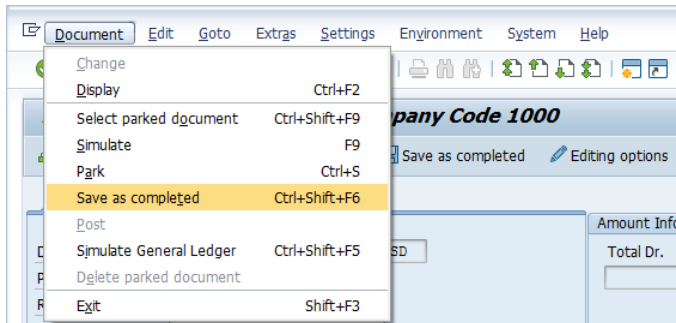 Document Edit Goto Extras Settings Environment System Help
Change
Display Ctrl+F2
Select parked document Ctrl+Shift+F9
Company Code 1000
Simulate F9
Save as completed Editing options
Park Ctrl+S
Save as completed Ctrl+Shift+F6
Post
Amount Info
Simulate General Ledger Ctrl+Shift+F5
SD
Total Dr.
Delete parked document
Exit Shift+F3